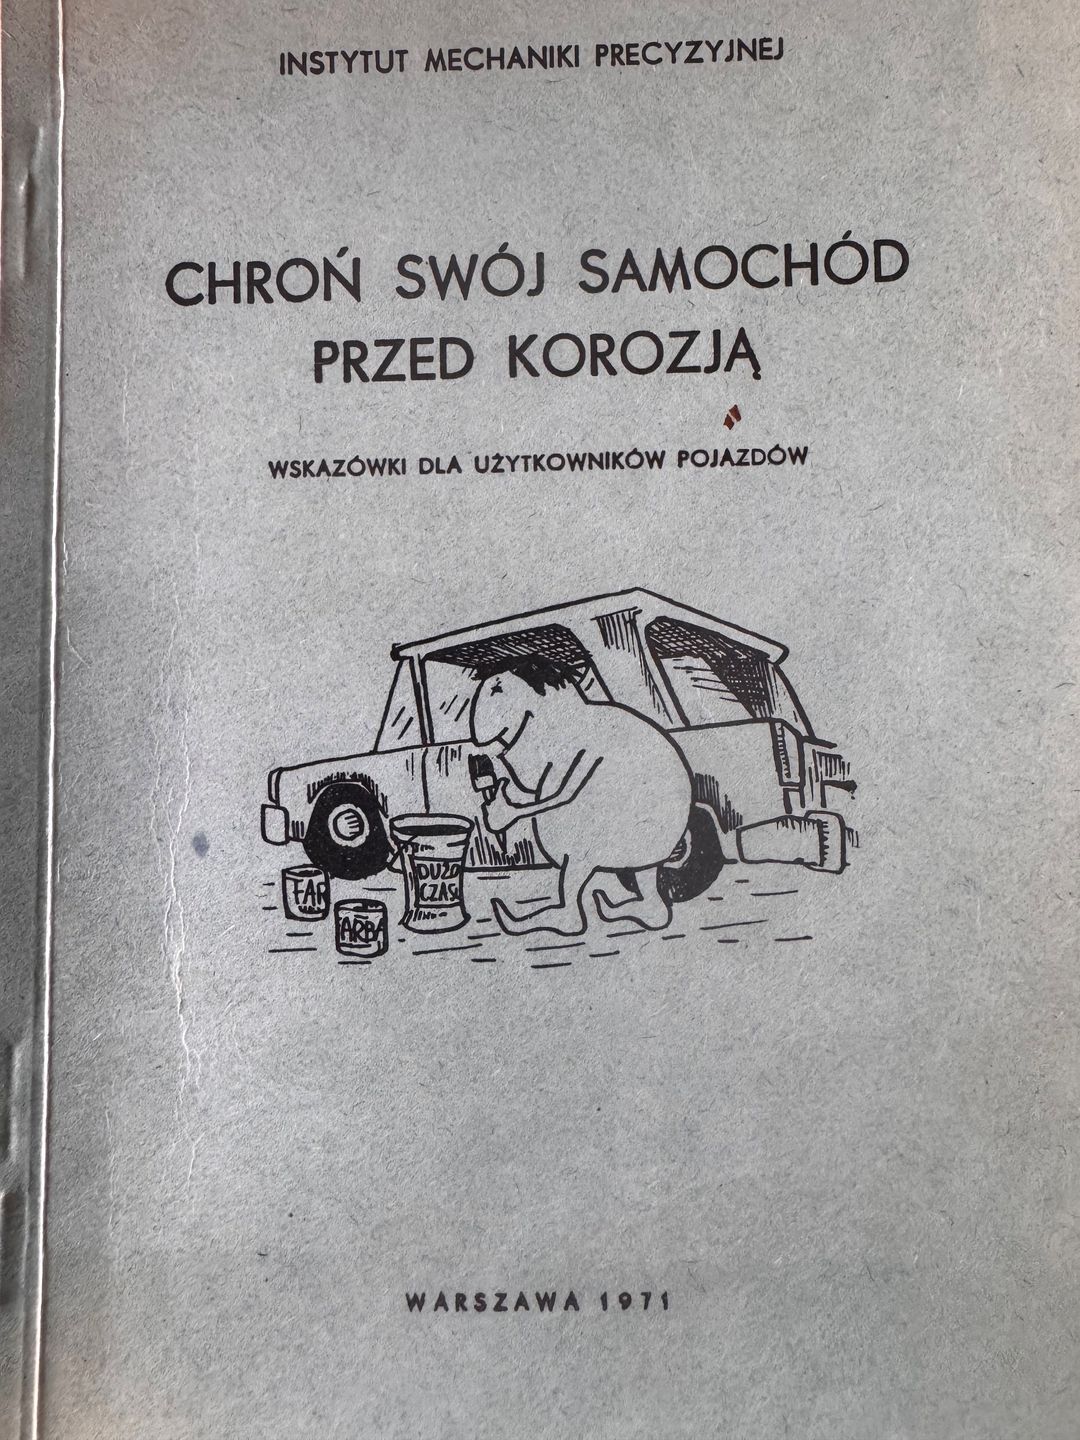 INSTYTUT MECHANIKI PRECYZYJNEJ
CHROŃ SWÓJ SAMOCHÓD
PRZED KOROZJĄ
WSKAZÓWKI DLA UŻYTKOWNIKÓW POJAZDÓW
DUŻO
CZASU
FAR
FARBA
WARSZAWA 1971